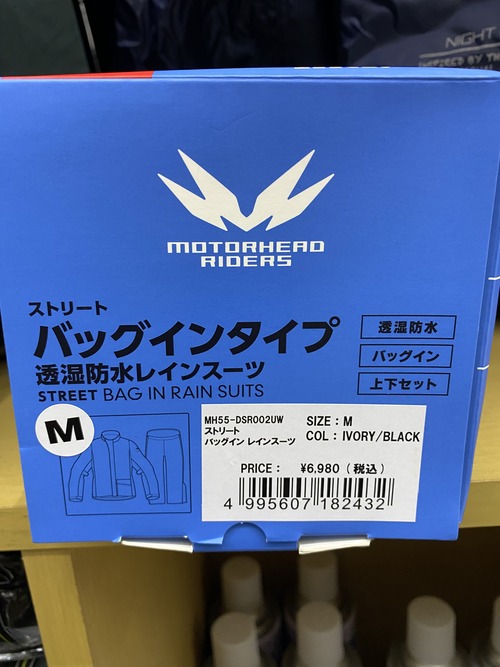 NIGHT
MOTORHEAD
RIDERS
ストリート
バッグインタイプ
透湿防水レインスーツ
STREET BAG IN RAIN SUITS
透湿防水
バッグイン
上下セット
M
MH55-DSR002UW
ストリート
バッグイン レインスーツ
SIZE : M
COL : IVORY/BLACK
PRICE : ¥6,980 (税込)
4 995607 182432